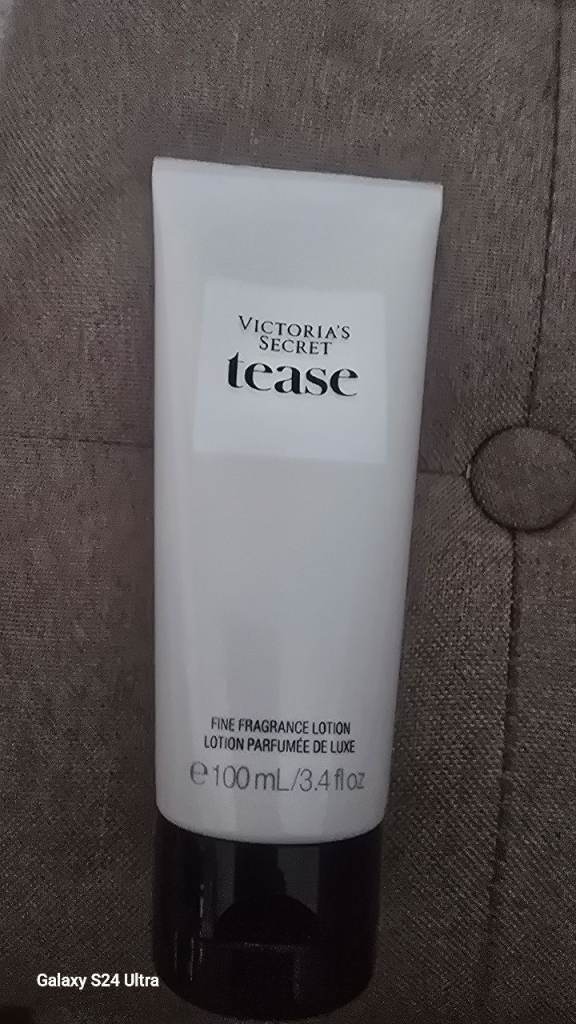 VICTORIA'S
SECRET
tease
FINE FRAGRANCE LOTION
LOTION PARFUMÉE DE LUXE
℮ 100 mL/3.4 fl oz
Galaxy S24 Ultra